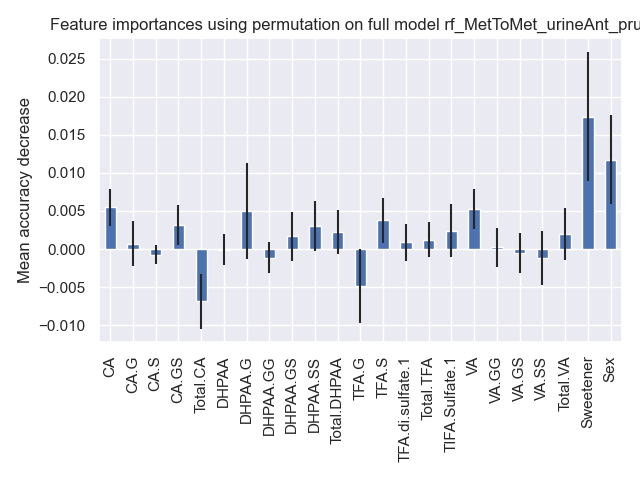 Feature importances using permutation on full model rf_MetToMet_urineAnt_pru
Mean accuracy decrease
0.025
0.020
0.015
0.010
0.005
0.000
−0.005
−0.010
CA
CA.G
CA.S
CA.GS
Total.CA
DHPAA
DHPAA.G
DHPAA.GG
DHPAA.GS
DHPAA.SS
Total.DHPAA
TFA.G
TFA.S
TFA.di.sulfate.1
Total.TFA
TIFA.Sulfate.1
VA
VA.GG
VA.GS
VA.SS
Total.VA
Sweetener
Sex